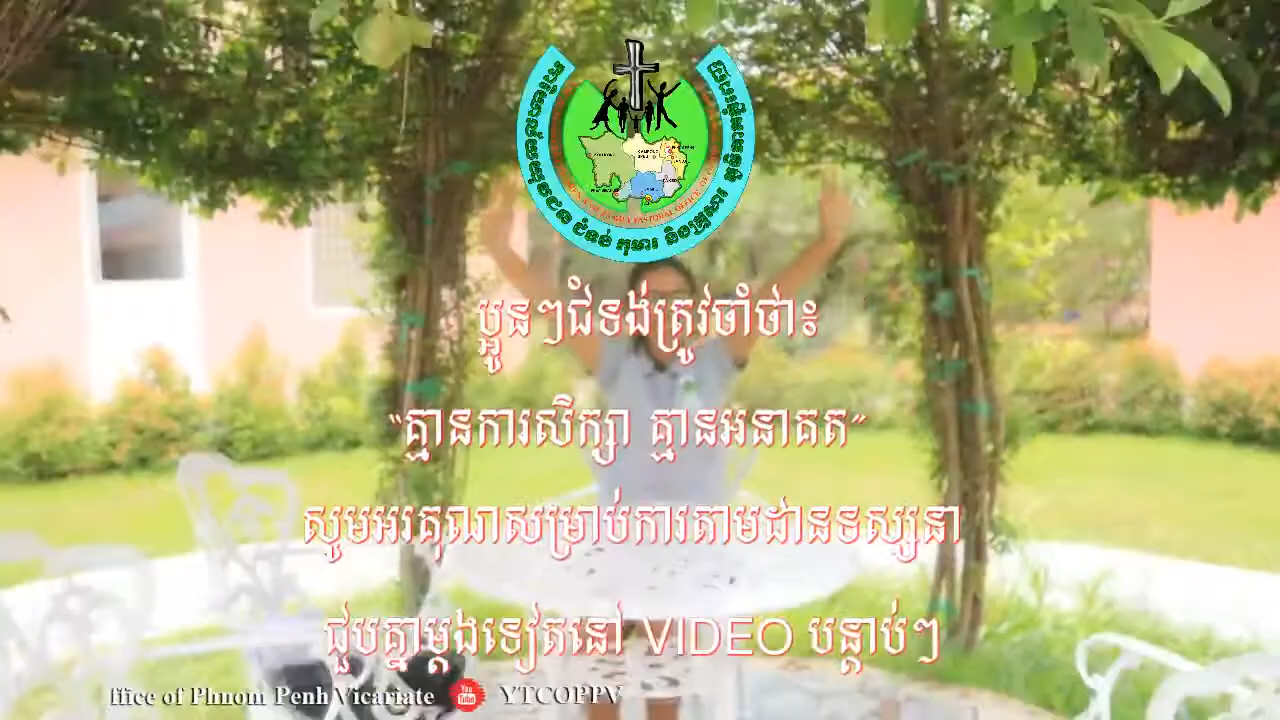 ប្អូនៗជំទង់ត្រូវចាំថា៖
“គ្មានការសិក្សា គ្មានអនាគត”
សូមអរគុណសម្រាប់ការតាមដានទស្សនា
ជួបគ្នាម្ដងទៀតនៅ VIDEO បន្តាប់ៗ
ffice of Phnom Penh Vicariate YouTube YTCOPPV